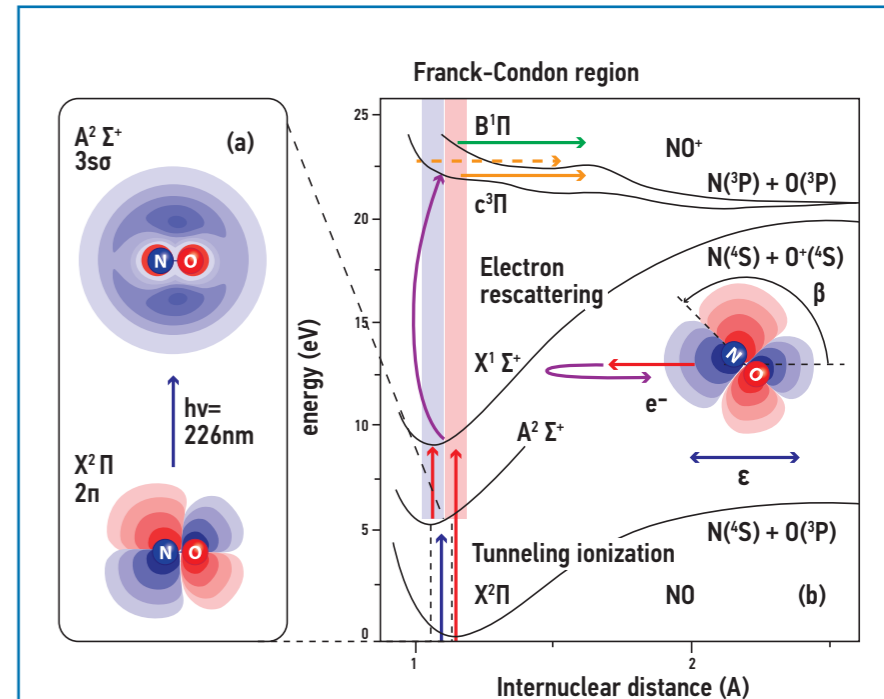 Franck-Condon region
A² Σ⁺
3sσ
(a)
N
O
hν=
226nm
X² Π
2π
N
O
energy (eV)
25
20
15
10
5
0
B¹Π
NO⁺
N(³P) + O(³P)
c³Π
N(⁴S) + O⁺(⁴S)
Electron
rescattering
β
X¹ Σ⁺
N
O
e⁻
A² Σ⁺
ε
N(⁴S) + O(³P)
Tunneling ionization
X²Π
NO
(b)
1
2
Internuclear distance (A)